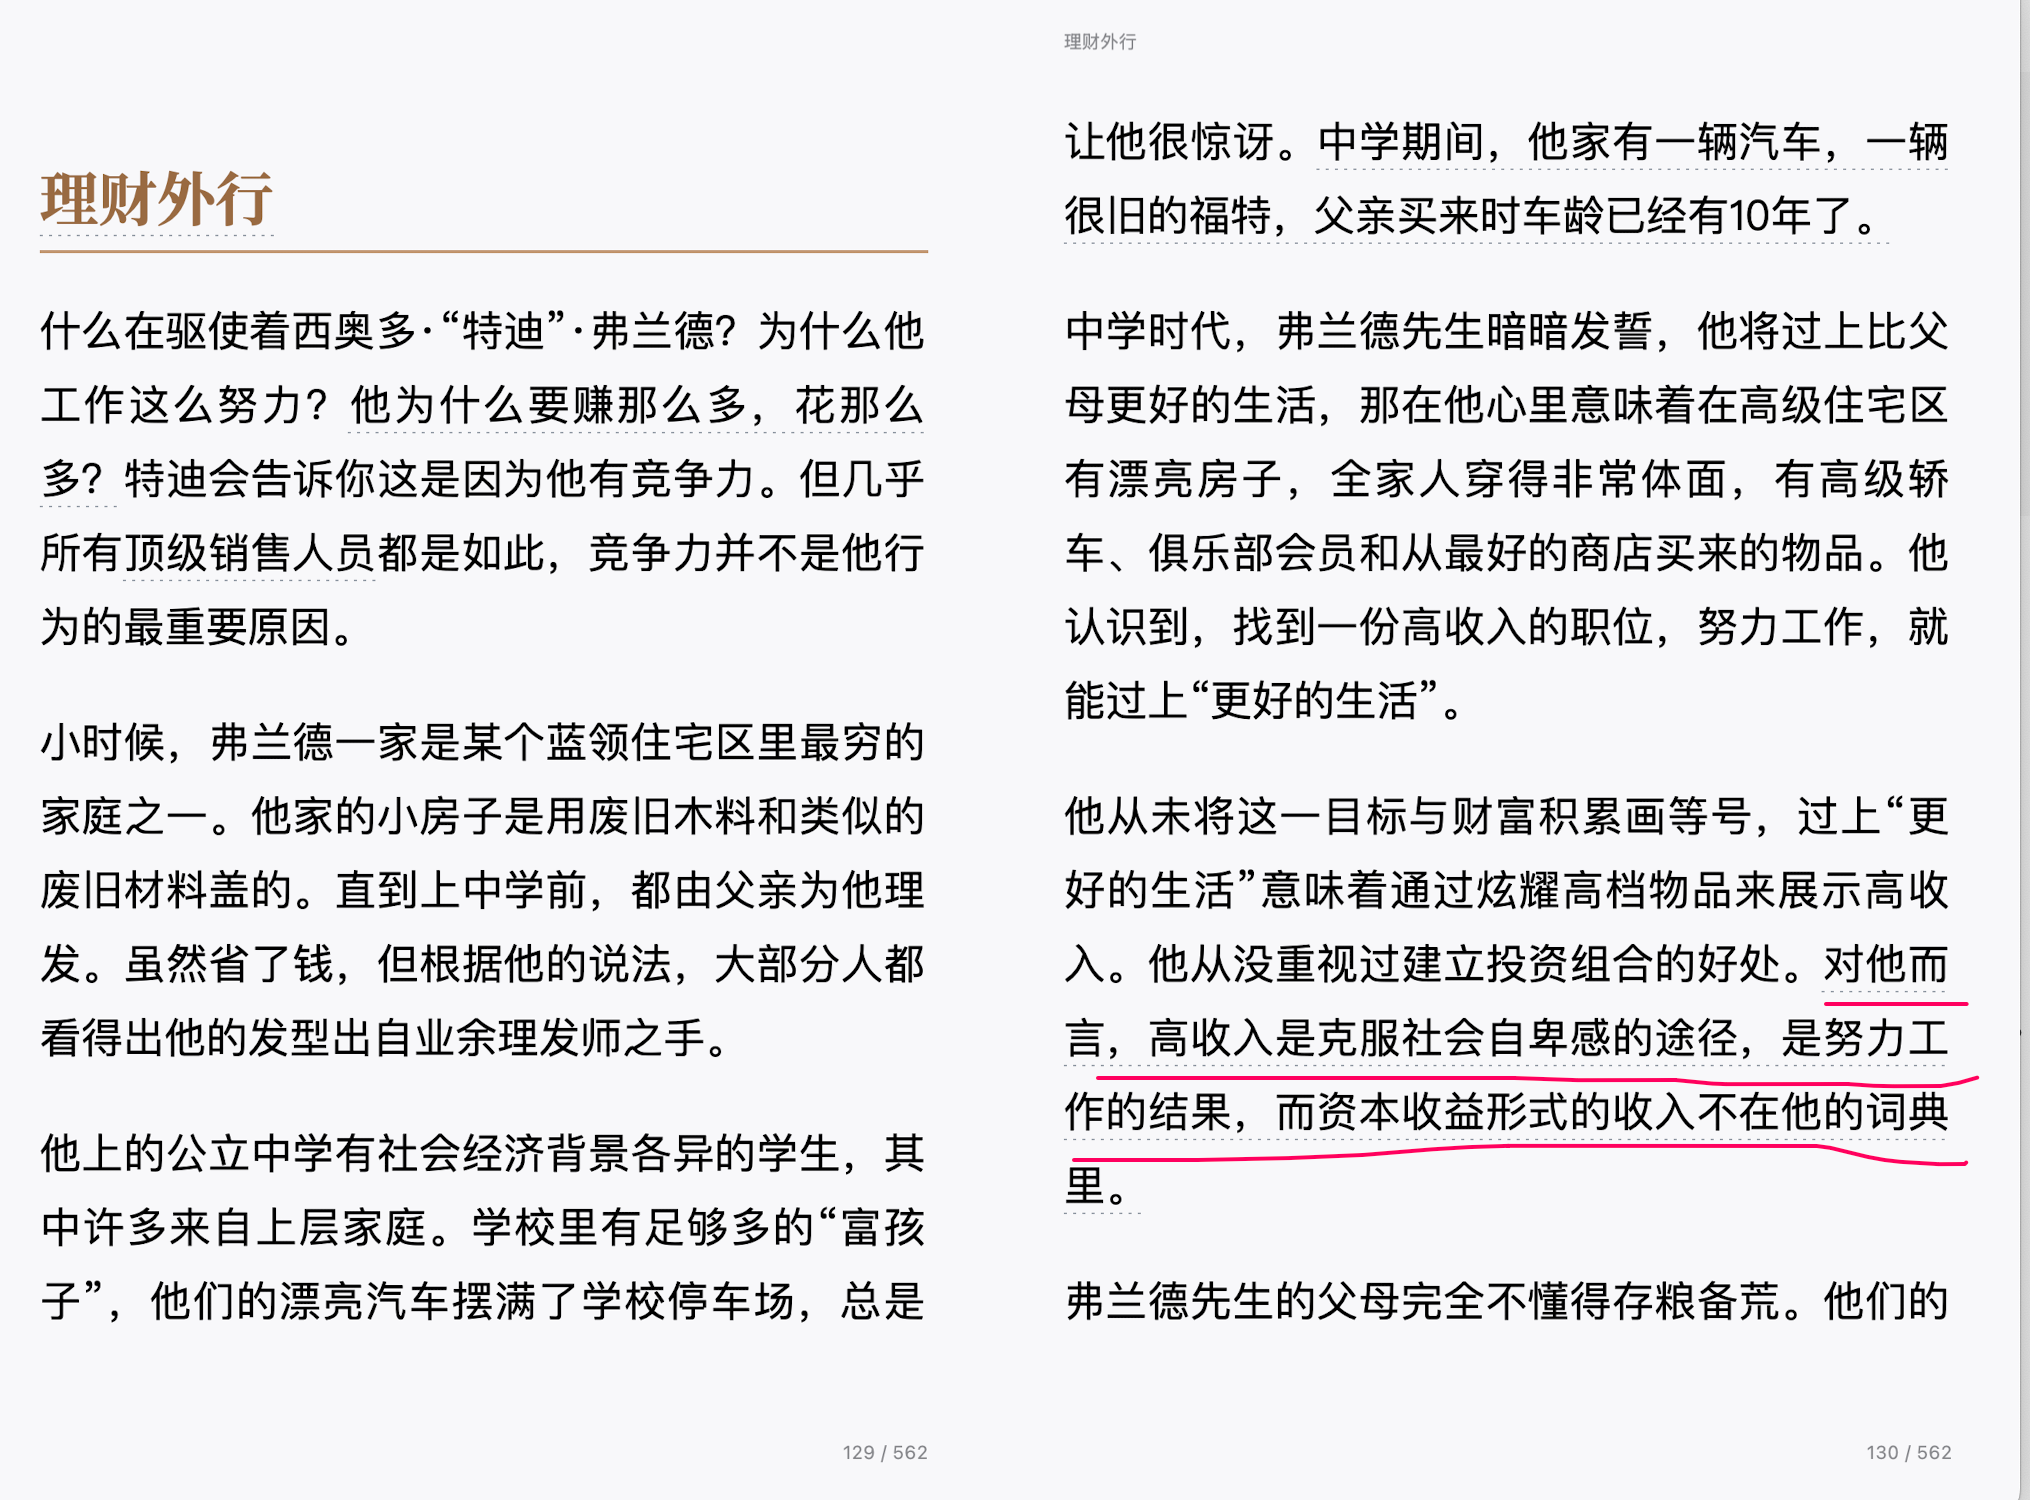 理财外行
什么在驱使着西奥多·“特迪”·弗兰德？为什么他
工作这么努力？他为什么要赚那么多，花那么
多？特迪会告诉你这是因为他有竞争力。但几乎
所有顶级销售人员都是如此，竞争力并不是他行
为的最重要原因。
小时候，弗兰德一家是某个蓝领住宅区里最穷的
家庭之一。他家的小房子是用废旧木料和类似的
废旧材料盖的。直到上中学前，都由父亲为他理
发。虽然省了钱，但根据他的说法，大部分人都
看得出他的发型出自业余理发师之手。
他上的公立中学有社会经济背景各异的学生，其
中许多来自上层家庭。学校里有足够多的“富孩
子”，他们的漂亮汽车摆满了学校停车场，总是
129 / 562
理财外行
让他很惊讶。中学期间，他家有一辆汽车，一辆
很旧的福特，父亲买来时车龄已经有10年了。
中学时代，弗兰德先生暗暗发誓，他将过上比父
母更好的生活，那在他心里意味着在高级住宅区
有漂亮房子，全家人穿得非常体面，有高级轿
车、俱乐部会员和从最好的商店买来的物品。他
认识到，找到一份高收入的职位，努力工作，就
能过上“更好的生活”。
他从未将这一目标与财富积累画等号，过上“更
好的生活”意味着通过炫耀高档物品来展示高收
入。他从没重视过建立投资组合的好处。对他而
言，高收入是克服社会自卑感的途径，是努力工
作的结果，而资本收益形式的收入不在他的词典
里。
弗兰德先生的父母完全不懂得存粮备荒。他们的
130 / 562